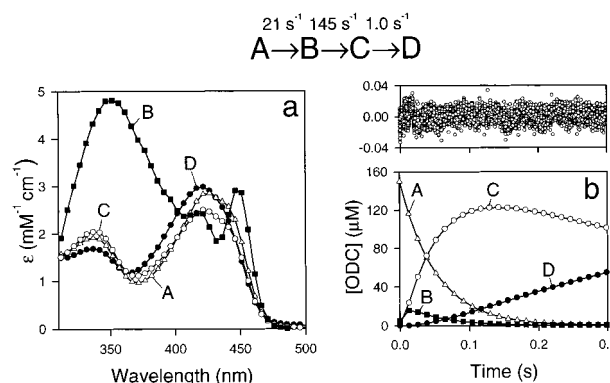 21 s⁻¹ 145 s⁻¹ 1.0 s⁻¹
A→B→C→D
a
5
4
3
2
1
0
ε (mM⁻¹ cm⁻¹)
B
D
C
A
350 400 450 500
Wavelength (nm)
0.04
0.00
-0.04
b
160
120
80
40
0
[ODC] (µM)
A
C
D
B
0.0 0.1 0.2 0.
Time (s)